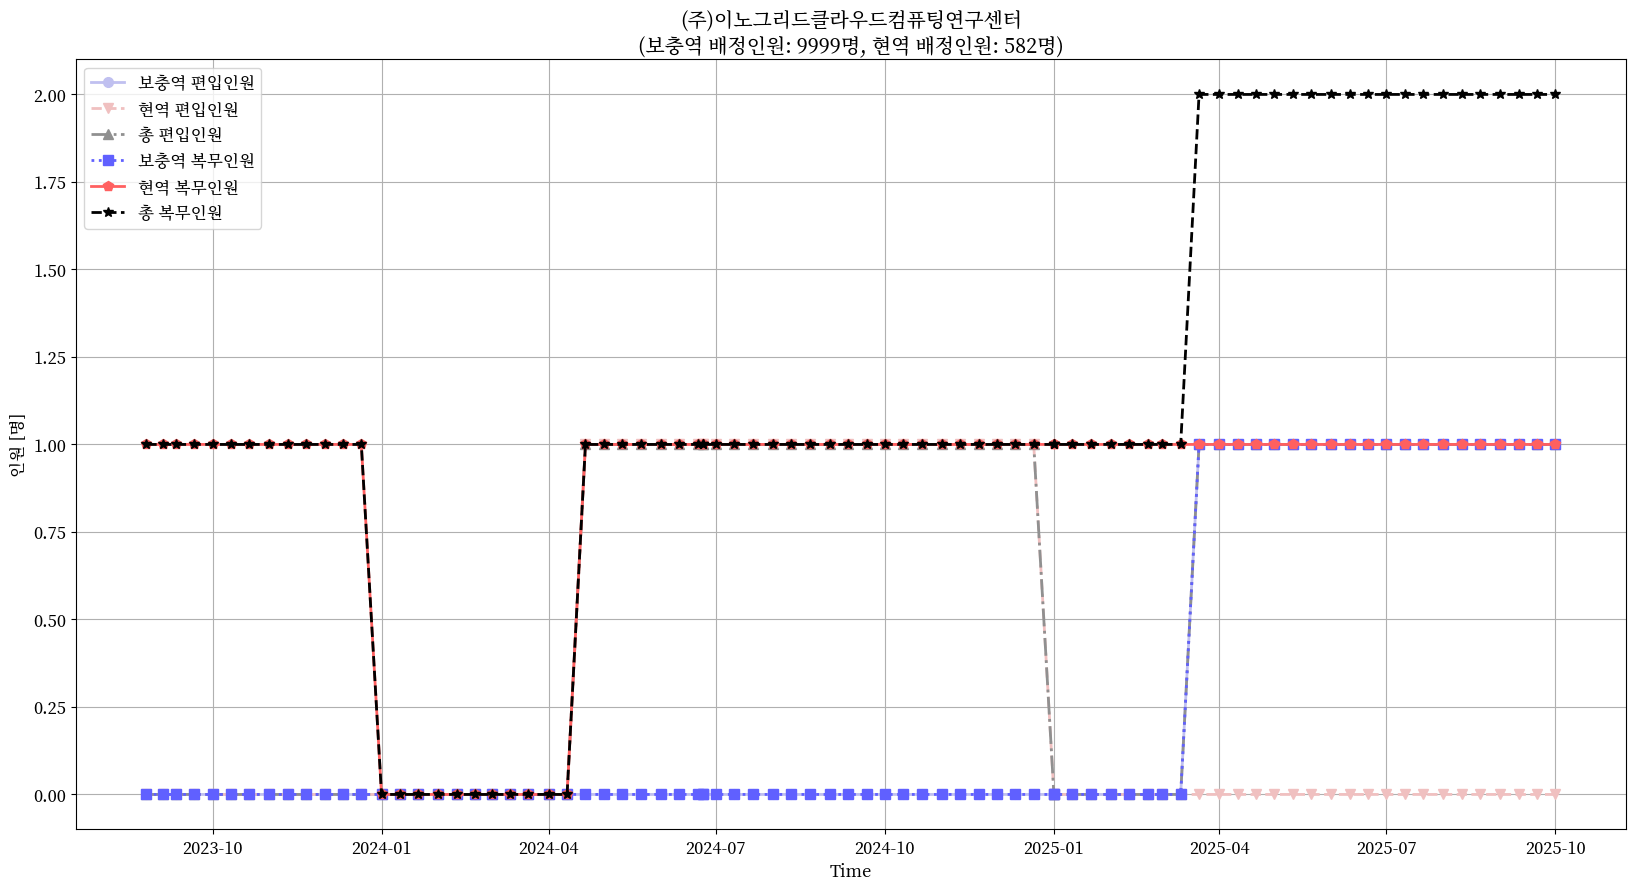 (주)이노그리드클라우드컴퓨팅연구센터
(보충역 배정인원: 9999명, 현역 배정인원: 582명)
보충역 편입인원
현역 편입인원
총 편입인원
보충역 복무인원
현역 복무인원
총 복무인원
2.00
1.75
1.50
1.25
1.00
0.75
0.50
0.25
0.00
인원 [명]
2023-10
2024-01
2024-04
2024-07
2024-10
2025-01
2025-04
2025-07
2025-10
Time